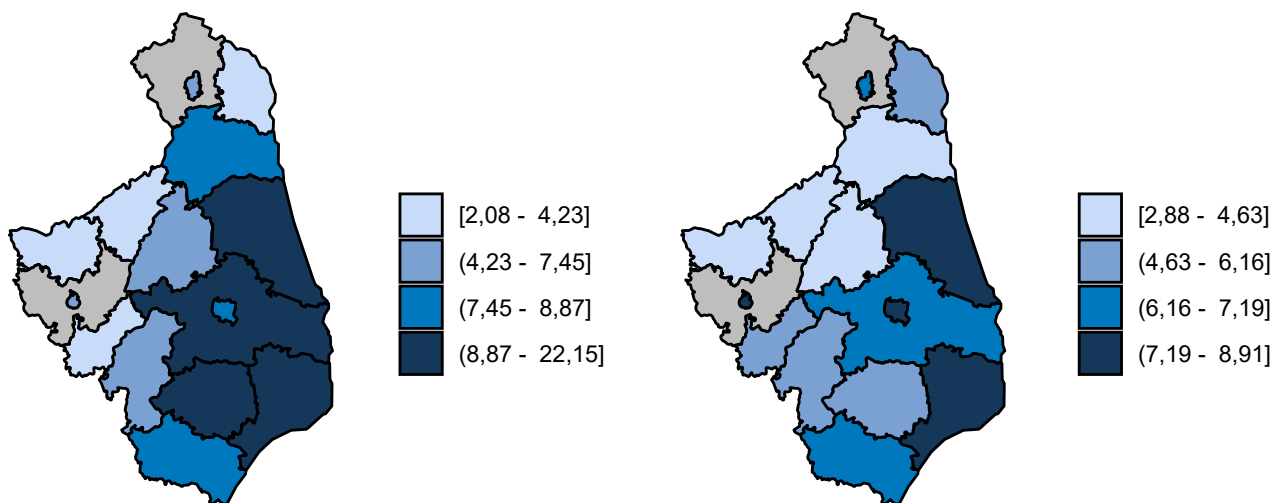 [2,08 -  4,23]
(4,23 -  7,45]
(7,45 -  8,87]
(8,87 -  22,15]
[2,88 -  4,63]
(4,63 -  6,16]
(6,16 -  7,19]
(7,19 -  8,91]